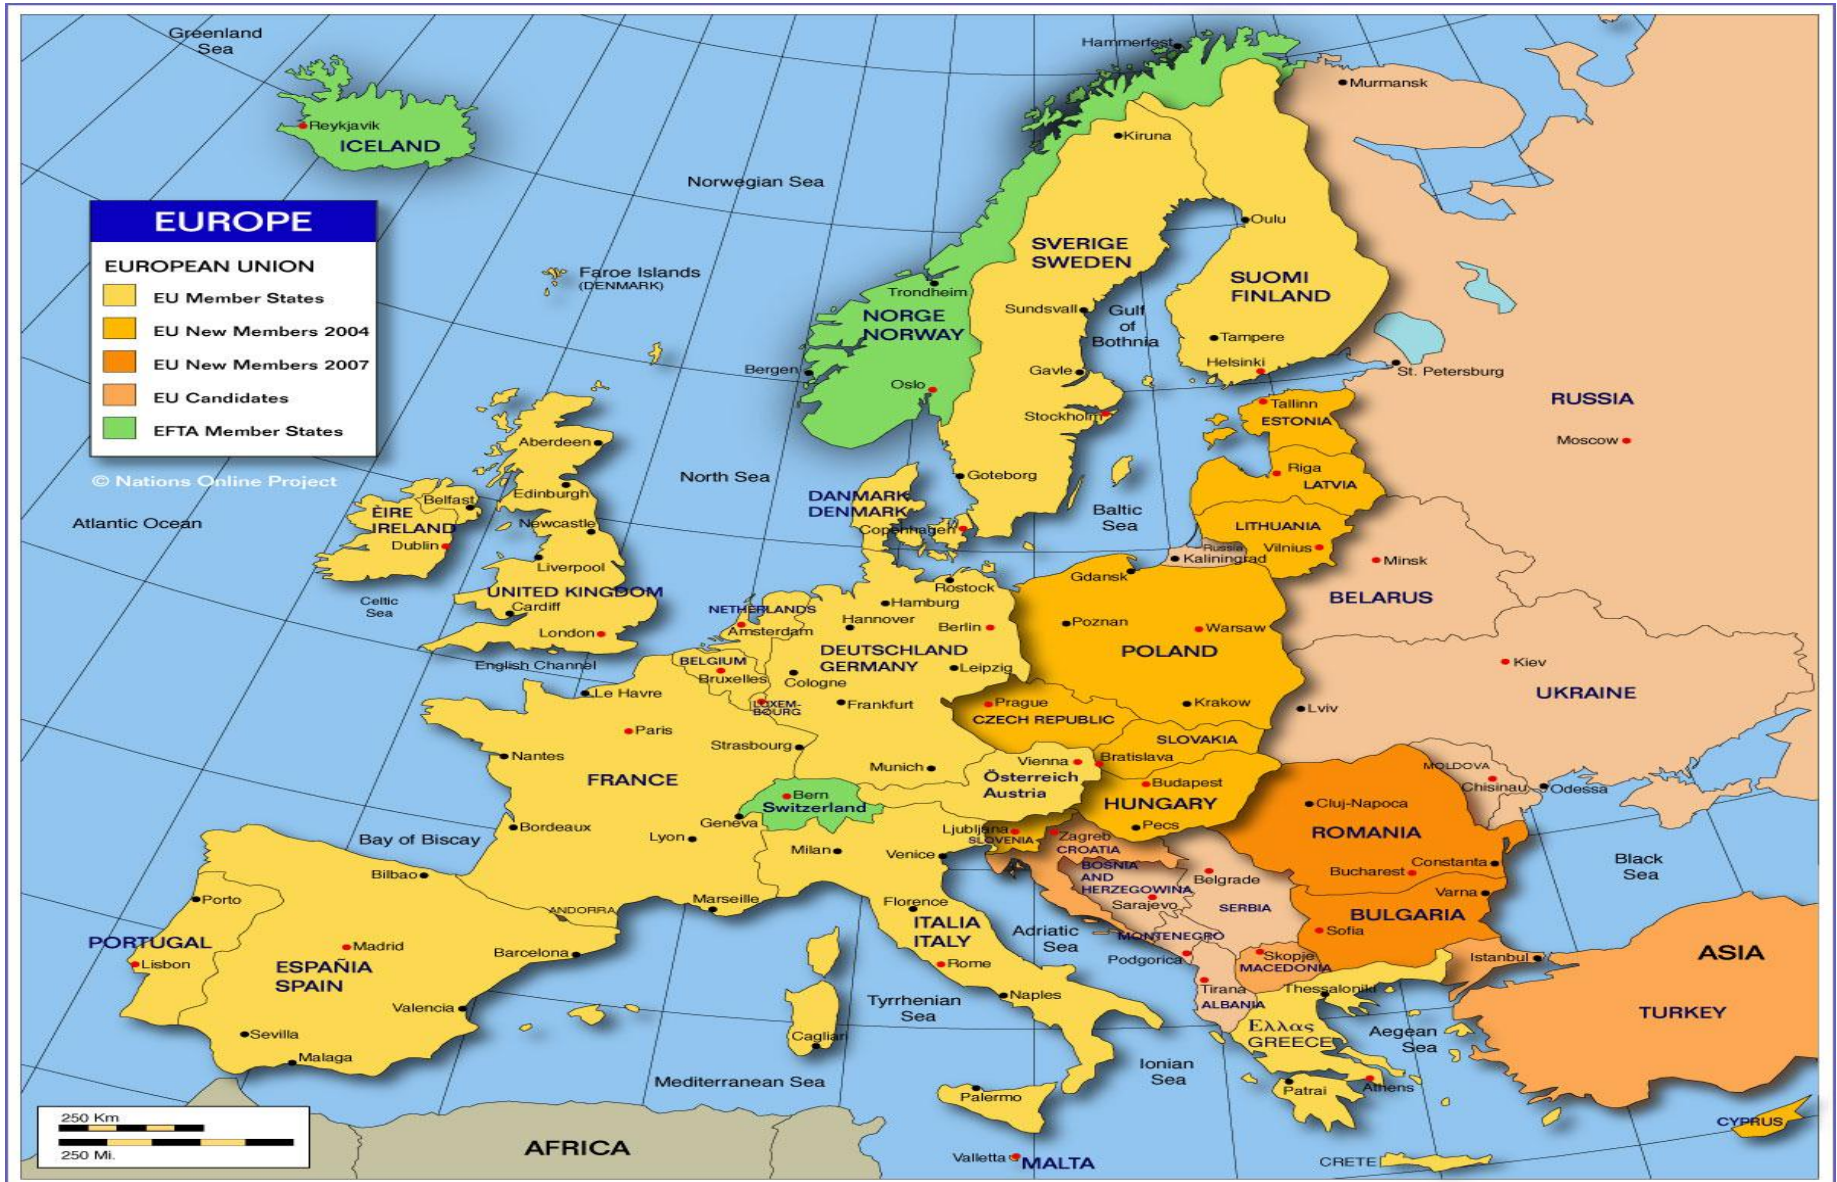 Greenland
Sea
Hammerfest
Murmansk
Reykjavik
ICELAND
Kiruna
Norwegian Sea
EUROPE
EUROPEAN UNION
EU Member States
EU New Members 2004
EU New Members 2007
EU Candidates
EFTA Member States
© Nations Online Project
Oulu
SVERIGE
SWEDEN
SUOMI
FINLAND
Faroe Islands
(DENMARK)
Trondheim
NORGE
NORWAY
Sundsvall
Gulf
of
Bothnia
Tampere
Helsinki
Bergen
Gavle
St. Petersburg
Oslo
Stockholm
Tallinn
ESTONIA
RUSSIA
Moscow
Aberdeen
North Sea
Goteborg
Riga
LATVIA
Atlantic Ocean
Belfast
Edinburgh
ÈIRE
IRELAND
Newcastle
Dublin
DANMARK
DENMARK
Copenhagen
Baltic
Sea
LITHUANIA
Vilnius
Russia
Kaliningrad
Minsk
BELARUS
Liverpool
UNITED KINGDOM
Cardiff
London
Celtic
Sea
English Channel
Gdansk
Rostock
Hamburg
NETHERLANDS
Amsterdam
Hannover
Berlin
Poznan
Warsaw
DEUTSCHLAND
GERMANY
Leipzig
POLAND
BELGIUM
Bruxelles
Cologne
Kiev
UKRAINE
Le Havre
LUXEM-
BOURG
Frankfurt
Prague
CZECH REPUBLIC
Krakow
Lviv
Paris
Strasbourg
SLOVAKIA
Nantes
Munich
Vienna
Bratislava
Österreich
Austria
Budapest
HUNGARY
MOLDOVA
Chisinau
Odessa
FRANCE
Bern
Switzerland
Geneva
Cluj-Napoca
ROMANIA
Bay of Biscay
Bordeaux
Lyon
Milan
Venice
Ljubljana
SLOVENIA
Zagreb
CROATIA
Pecs
Constanta
Bucharest
Black
Sea
Bilbao
BOSNIA
AND
HERZEGOWINA
Sarajevo
Belgrade
SERBIA
Varna
BULGARIA
Sofia
Porto
ANDORRA
Marseille
Florence
ITALIA
ITALY
Adriatic
Sea
MONTENEGRO
Podgorica
Skopje
MACEDONIA
Istanbul
ASIA
TURKEY
PORTUGAL
Lisbon
Madrid
ESPAÑIA
SPAIN
Barcelona
Rome
Valencia
Tyrrhenian
Sea
Naples
Tirana
ALBANIA
Thessaloniki
Sevilla
Malaga
Cagliari
Ελλας
GREECE
Aegean
Sea
Mediterranean Sea
Palermo
Ionian
Sea
Patrai
Athens
CYPRUS
250 Km
250 Mi.
AFRICA
Valletta
MALTA
CRETE